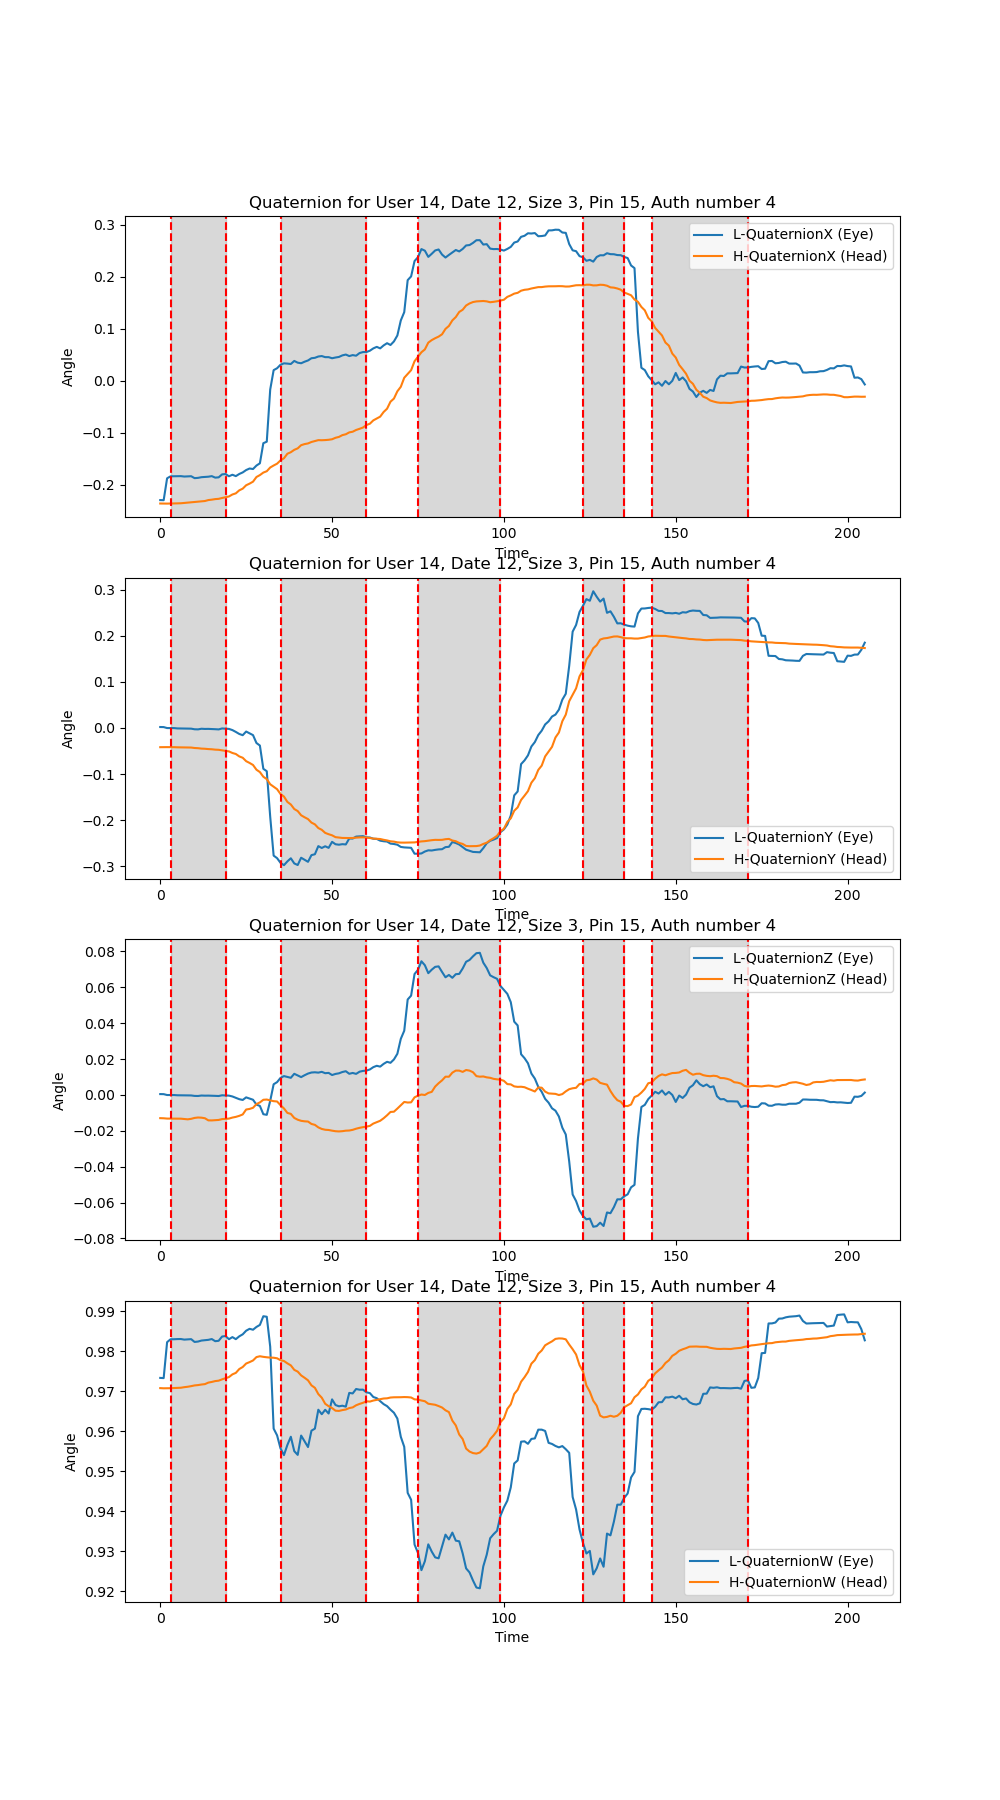 Quaternion for User 14, Date 12, Size 3, Pin 15, Auth number 4
0.3
0.2
0.1
0.0
−0.1
−0.2
Angle
L-QuaternionX (Eye)
H-QuaternionX (Head)
0 50 100 150 200
Time
Quaternion for User 14, Date 12, Size 3, Pin 15, Auth number 4
0.3
0.2
0.1
0.0
−0.1
−0.2
−0.3
Angle
L-QuaternionY (Eye)
H-QuaternionY (Head)
0 50 100 150 200
Time
Quaternion for User 14, Date 12, Size 3, Pin 15, Auth number 4
0.08
0.06
0.04
0.02
0.00
−0.02
−0.04
−0.06
−0.08
Angle
L-QuaternionZ (Eye)
H-QuaternionZ (Head)
0 50 100 150 200
Time
Quaternion for User 14, Date 12, Size 3, Pin 15, Auth number 4
0.99
0.98
0.97
0.96
0.95
0.94
0.93
0.92
Angle
L-QuaternionW (Eye)
H-QuaternionW (Head)
0 50 100 150 200
Time